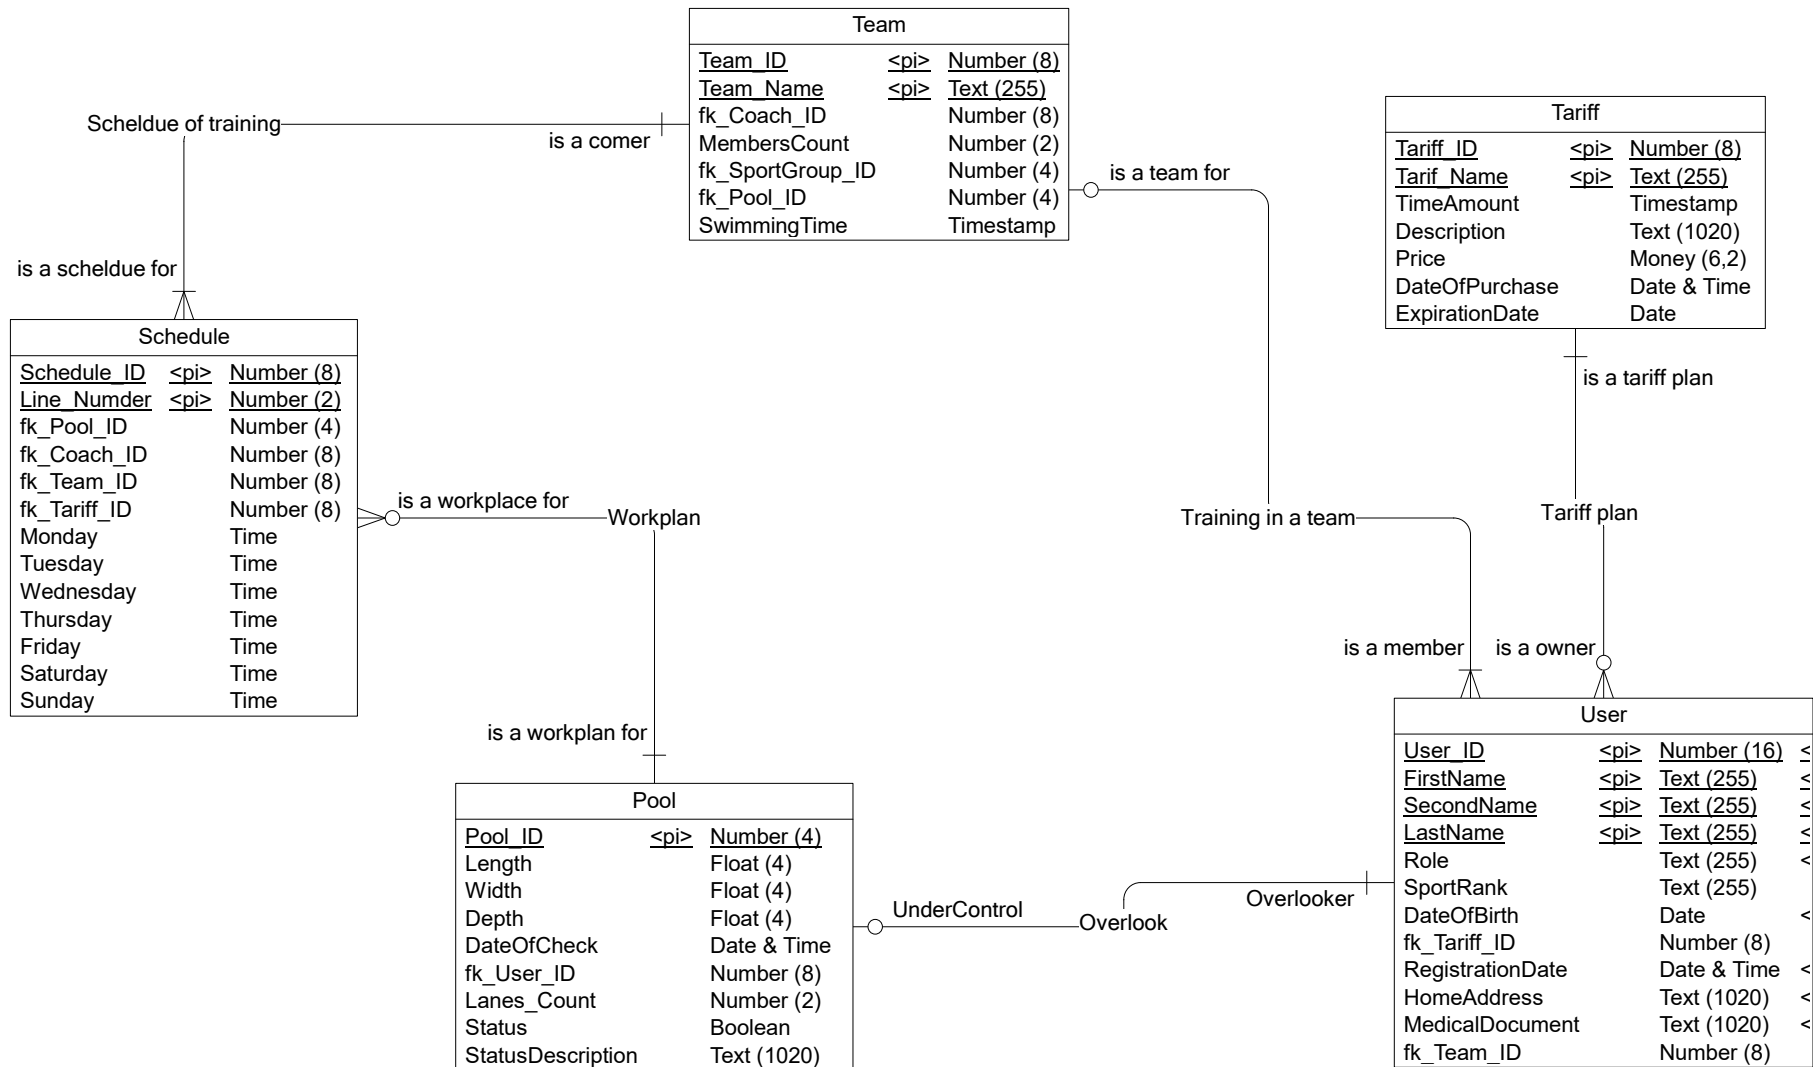 Team
Team_ID <pi> Number (8)
Team_Name <pi> Text (255)
fk_Coach_ID Number (8)
MembersCount Number (2)
fk_SportGroup_ID Number (4)
fk_Pool_ID Number (4)
SwimmingTime Timestamp
Scheldue of training
is a comer
is a team for
Tariff
Tariff_ID <pi> Number (8)
Tarif_Name <pi> Text (255)
TimeAmount Timestamp
Description Text (1020)
Price Money (6,2)
DateOfPurchase Date & Time
ExpirationDate Date
is a scheldue for
is a tariff plan
Schedule
Schedule_ID <pi> Number (8)
Line_Numder <pi> Number (2)
fk_Pool_ID Number (4)
fk_Coach_ID Number (8)
fk_Team_ID Number (8)
fk_Tariff_ID Number (8)
Monday Time
Tuesday Time
Wednesday Time
Thursday Time
Friday Time
Saturday Time
Sunday Time
is a workplace for
Workplan
Training in a team
Tariff plan
is a member
is a owner
is a workplan for
User
User_ID <pi> Number (16) <
FirstName <pi> Text (255) <
SecondName <pi> Text (255) <
LastName <pi> Text (255) <
Role Text (255) <
SportRank Text (255)
DateOfBirth Date <
fk_Tariff_ID Number (8)
RegistrationDate Date & Time <
HomeAddress Text (1020) <
MedicalDocument Text (1020) <
fk_Team_ID Number (8)
Pool
Pool_ID <pi> Number (4)
Length Float (4)
Width Float (4)
Depth Float (4)
DateOfCheck Date & Time
fk_User_ID Number (8)
Lanes_Count Number (2)
Status Boolean
StatusDescription Text (1020)
UnderControl
Overlook
Overlooker